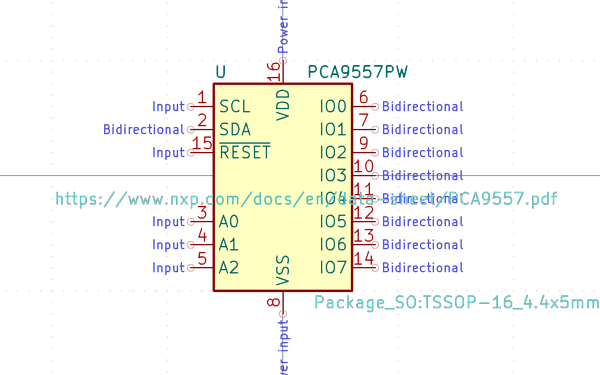 Power in
16
U PCA9557PW
VDD
Input 1 SCL IO0 6 Bidirectional
Bidirectional 2 SDA IO1 7 Bidirectional
Input 15 RESET IO2 9 Bidirectional
IO3 10 Bidirectional
https://www.nxp.com/docs/en/data-sheet/PCA9557.pdf
IO4 11 Bidirectional
Input 3 A0 IO5 12 Bidirectional
Input 4 A1 IO6 13 Bidirectional
Input 5 A2 IO7 14 Bidirectional
VSS
8
Package_SO:TSSOP-16_4.4x5mm
wer input